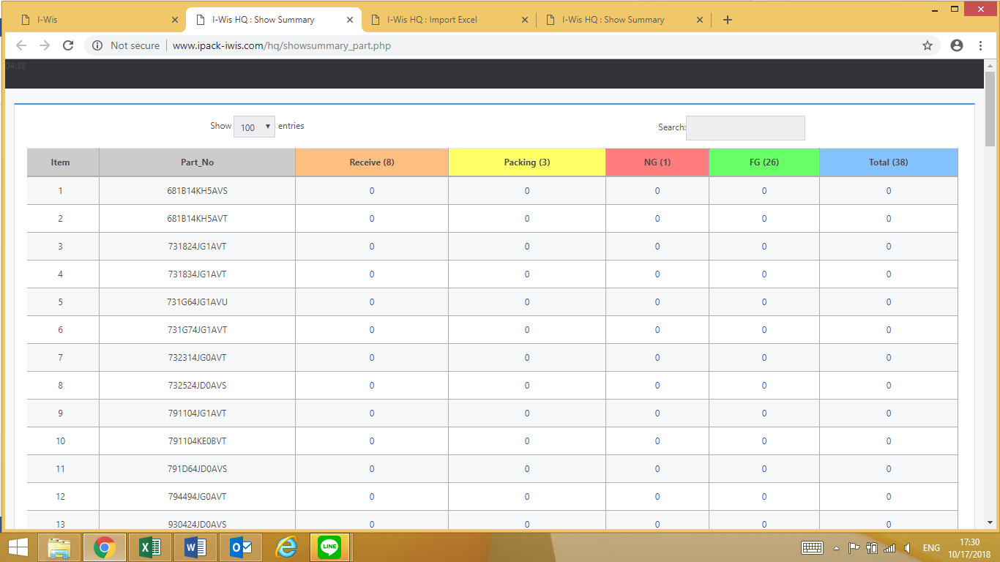 I-Wis
I-Wis HQ : Show Summary
I-Wis HQ : Import Excel
I-Wis HQ : Show Summary
Not secure
www.ipack-iwis.com/hq/showsummary_part.php
04:38
Show 100 entries
Search:
Item Part_No Receive (8) Packing (3) NG (1) FG (26) Total (38)
1 681B14KH5AVS 0 0 0 0 0
2 681B14KH5AVT 0 0 0 0 0
3 731824JG1AVT 0 0 0 0 0
4 731834JG1AVT 0 0 0 0 0
5 731G64JG1AVU 0 0 0 0 0
6 731G74JG1AVT 0 0 0 0 0
7 732314JG0AVT 0 0 0 0 0
8 732524JD0AVS 0 0 0 0 0
9 791104JG1AVT 0 0 0 0 0
10 791104KE0BVT 0 0 0 0 0
11 791D64JD0AVS 0 0 0 0 0
12 794494JG0AVT 0 0 0 0 0
13 930424JD0AVS 0 0 0 0 0
LINE
ENG
17:30
10/17/2018